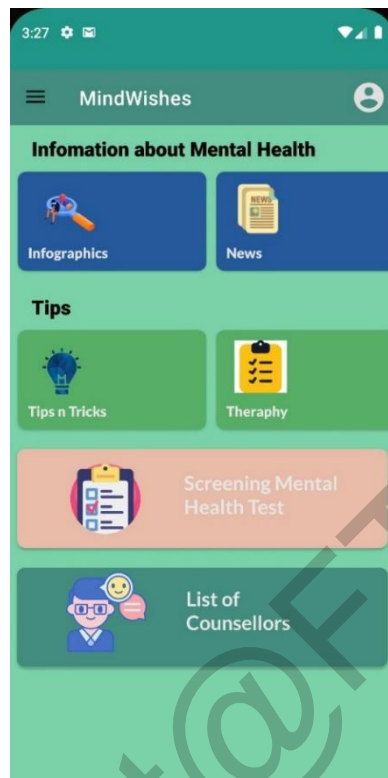 3:27
MindWishes
Infomation about Mental Health
NEWS
Infographics
News
Tips
Tips n Tricks
Theraphy
Screening Mental
Health Test
List of
Counsellors